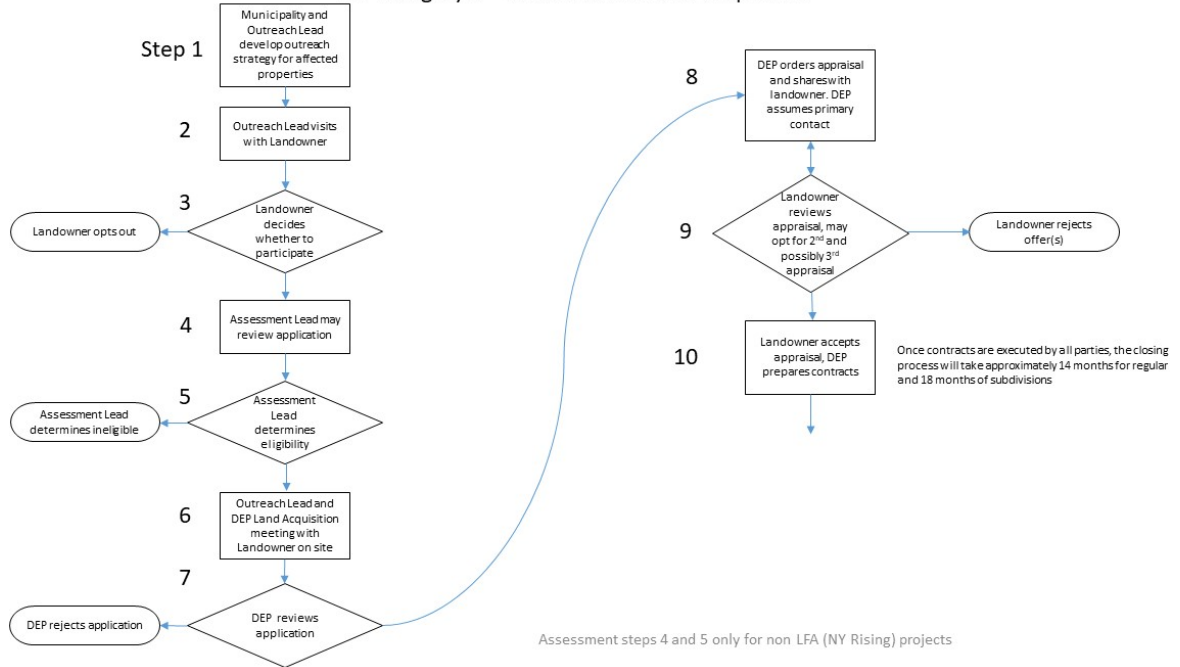 Step 1
Municipality and
Outreach Lead
develop outreach
strategy for affected
properties
2
Outreach Lead visits
with Landowner
3
Landowner
decides
whether to
participate
Landowner opts out
4
Assessment Lead may
review application
5
Assessment
Lead
determines
eligibility
Assessment Lead
determines ineligible
6
Outreach Lead and
DEP Land Acquisition
meeting with
Landowner on site
7
DEP reviews
application
DEP rejects application
8
DEP orders appraisal
and shares with
landowner. DEP
assumes primary
contact
9
Landowner
reviews
appraisal, may
opt for 2nd and
possibly 3rd
appraisal
Landowner rejects
offer(s)
10
Landowner accepts
appraisal, DEP
prepares contracts
Once contracts are executed by all parties, the closing
process will take approximately 14 months for regular
and 18 months of subdivisions
Assessment steps 4 and 5 only for non LFA (NY Rising) projects